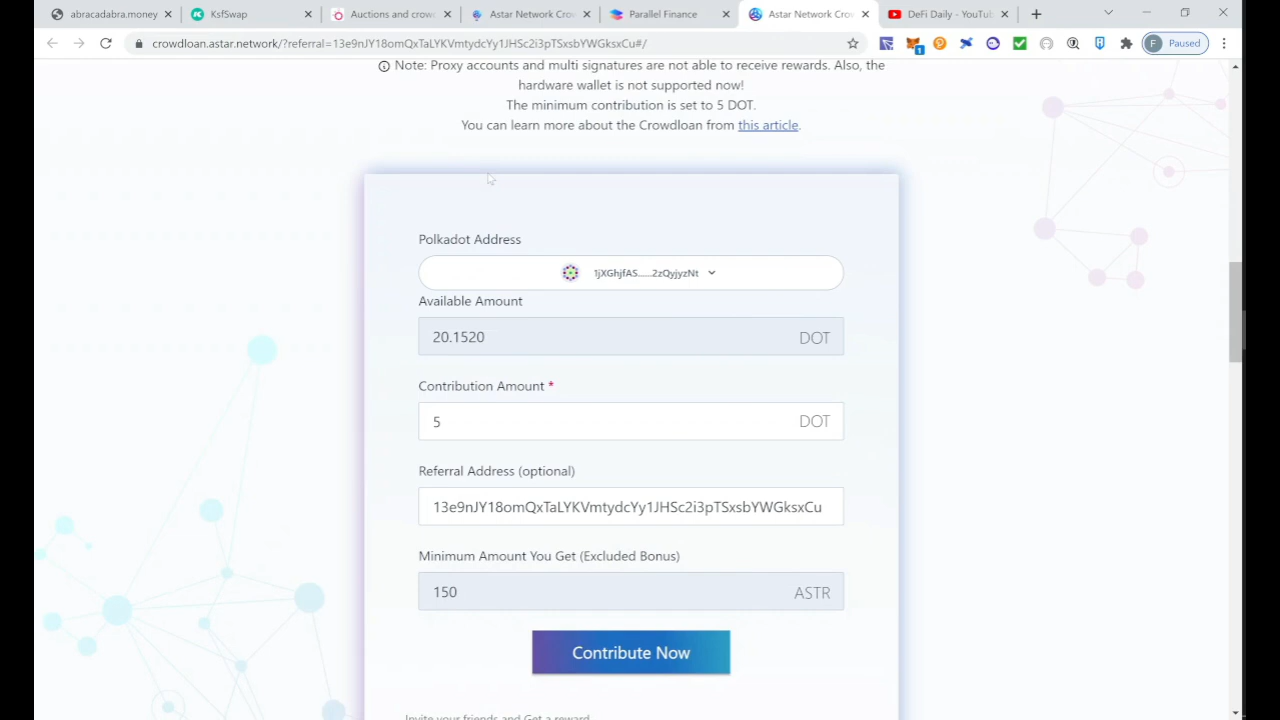 abracadabra.money
KsfSwap
Auctions and crow
Astar Network Cro
Parallel Finance
Astar Network Cro
DeFi Daily - YouTub
crowdloan.astar.network/?referral=13e9nJY18omQxTaLYKVmtydcYy1JHSc2i3pTSxsbYWGksxCu#/
1
F
Paused
Note: Proxy accounts and multi signatures are not able to receive rewards. Also, the
hardware wallet is not supported now!
The minimum contribution is set to 5 DOT.
You can learn more about the Crowdloan from this article.
Polkadot Address
1jXGhjfAS......2zQyjyzNt
Available Amount
20.1520 DOT
Contribution Amount *
5 DOT
Referral Address (optional)
13e9nJY18omQxTaLYKVmtydcYy1JHSc2i3pTSxsbYWGksxCu
Minimum Amount You Get (Excluded Bonus)
150 ASTR
Contribute Now
Invite your friends and Get a reward